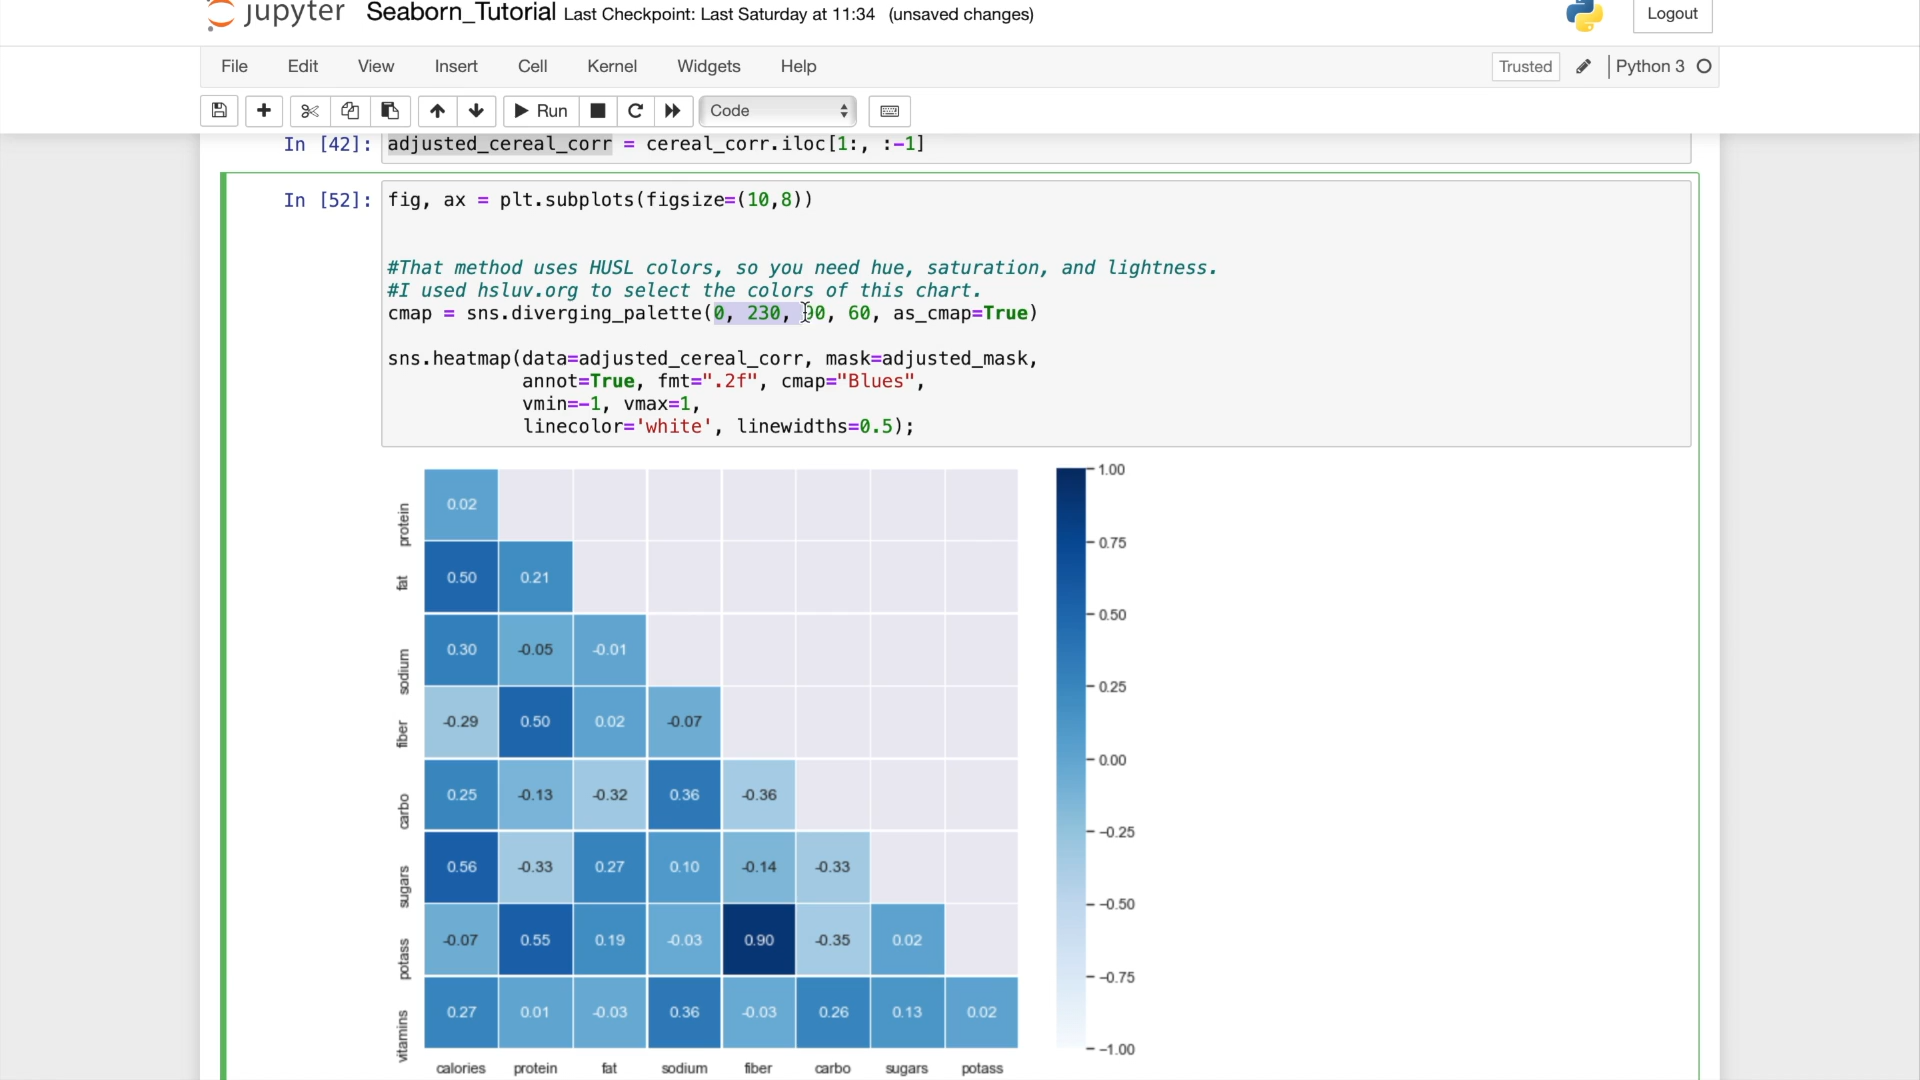 jupyter Seaborn_Tutorial Last Checkpoint: Last Saturday at 11:34 (unsaved changes) Logout
File Edit View Insert Cell Kernel Widgets Help Trusted Python 3
Run Code
In [42]: adjusted_cereal_corr = cereal_corr.iloc[1:, :-1]
In [52]: fig, ax = plt.subplots(figsize=(10,8))
#That method uses HUSL colors, so you need hue, saturation, and lightness.
#I used hsluv.org to select the colors of this chart.
cmap = sns.diverging_palette(0, 230, 90, 60, as_cmap=True)
sns.heatmap(data=adjusted_cereal_corr, mask=adjusted_mask,
annot=True, fmt=".2f", cmap="Blues",
vmin=-1, vmax=1,
linecolor='white', linewidths=0.5);
protein 0.02
fat 0.50 0.21
sodium 0.30 -0.05 -0.01
fiber -0.29 0.50 0.02 -0.07
carbo 0.25 -0.13 -0.32 0.36 -0.36
sugars 0.56 -0.33 0.27 0.10 -0.14 -0.33
potass -0.07 0.55 0.19 -0.03 0.90 -0.35 0.02
vitamins 0.27 0.01 -0.03 0.36 -0.03 0.26 0.13 0.02
calories protein fat sodium fiber carbo sugars potass
1.00
0.75
0.50
0.25
0.00
-0.25
-0.50
-0.75
-1.00